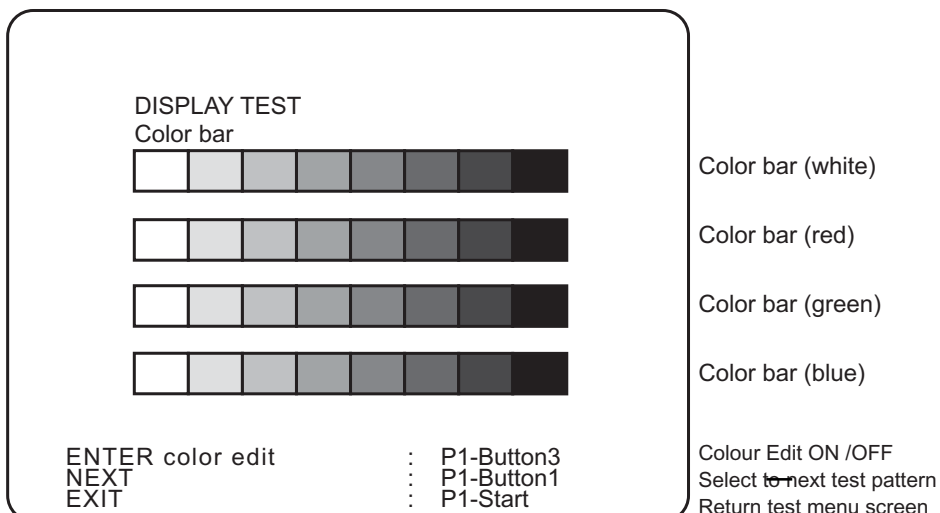 DISPLAY TEST
Color bar
Color bar (white)
Color bar (red)
Color bar (green)
Color bar (blue)
ENTER color edit : P1-Button3 Colour Edit ON /OFF
NEXT : P1-Button1 Select to next test pattern
EXIT : P1-Start Return test menu screen